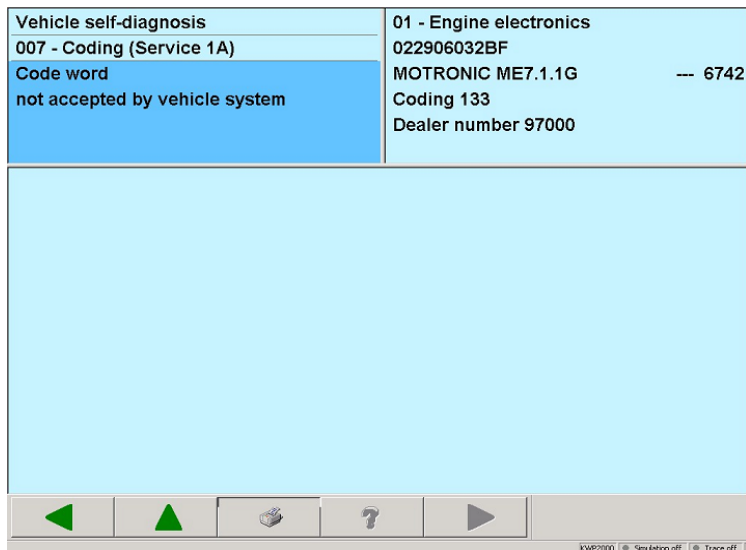 Vehicle self-diagnosis
007 - Coding (Service 1A)
Code word
not accepted by vehicle system
01 - Engine electronics
022906032BF
MOTRONIC ME7.1.1G --- 6742
Coding 133
Dealer number 97000
KWP2000 Simulation off Trace off